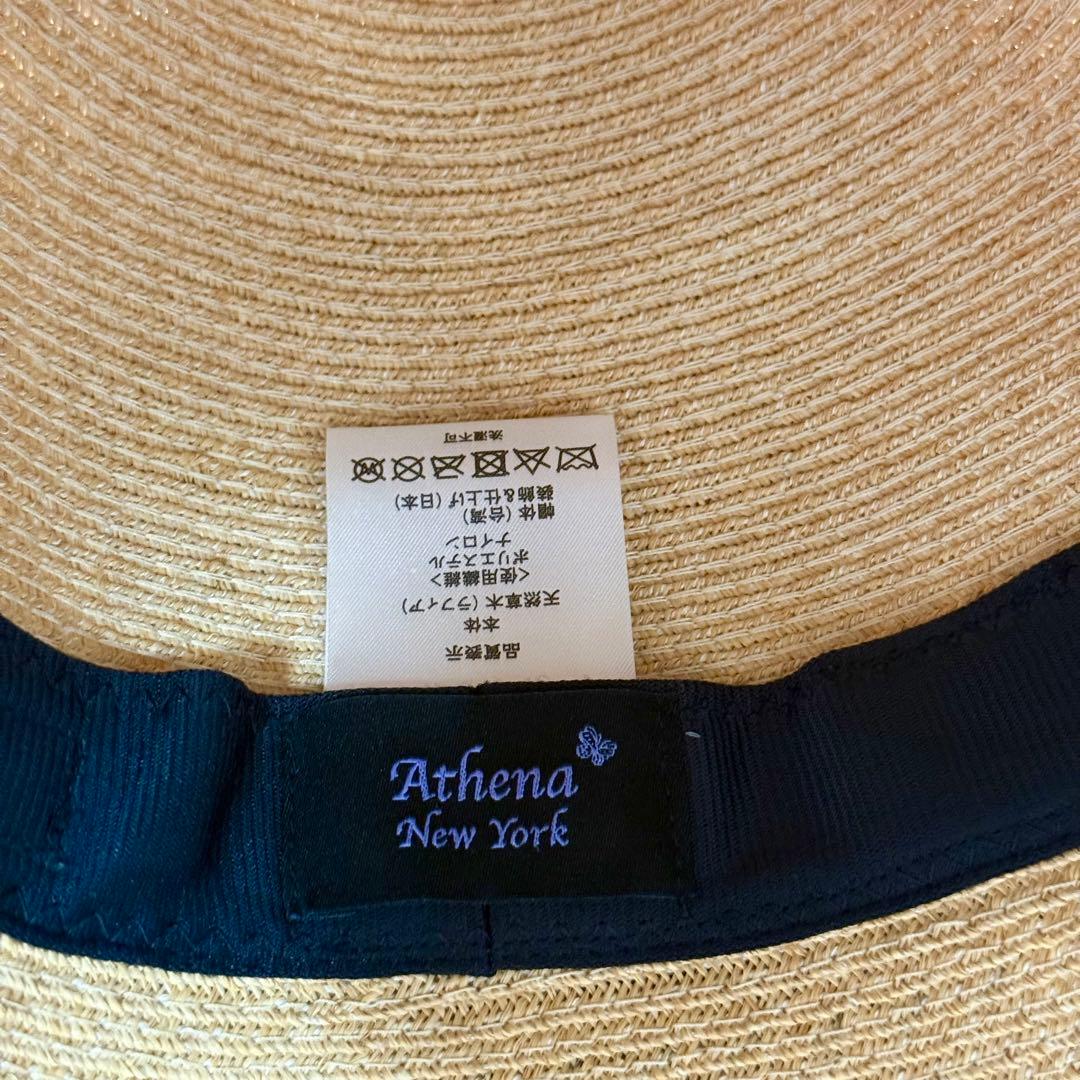 品質表示
本体
天然草木(ラフィア)
<使用繊維>
ポリエステル
ナイロン
帽体(台湾)
装飾&仕上げ(日本)
洗濯不可
Athena
New York